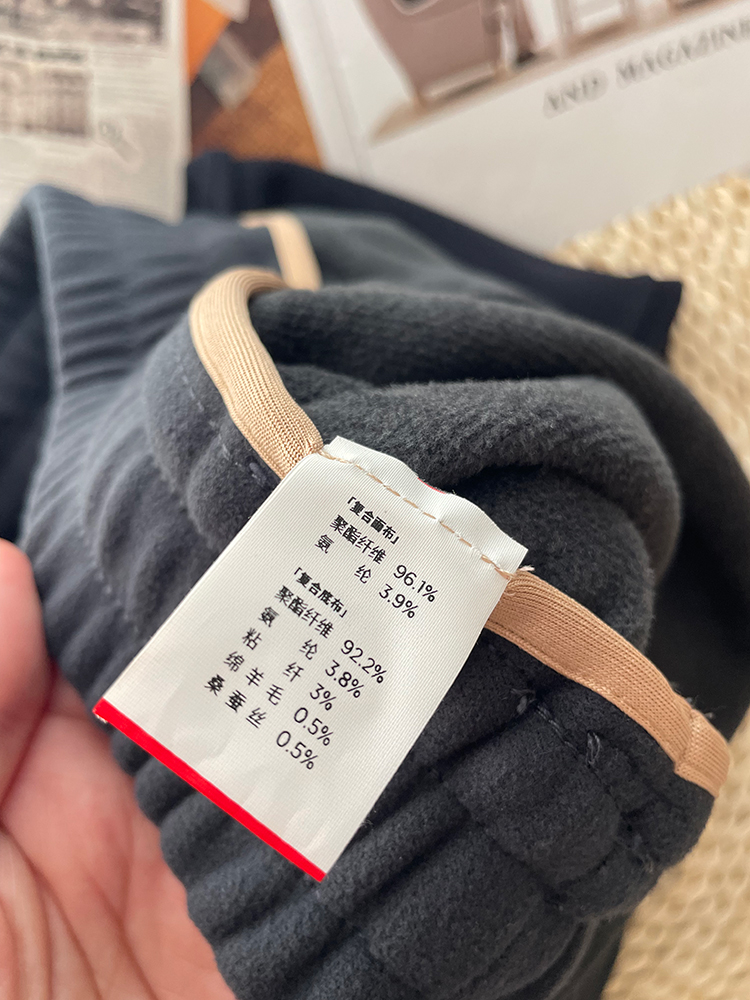 AND MAGAZINE
「复合面布」
聚酯纤维 96.1%
氨 纶 3.9%
「复合底布」
聚酯纤维 92.2%
氨 纶 3.8%
粘 纤 3%
绵 羊 毛 0.5%
桑 蚕 丝 0.5%